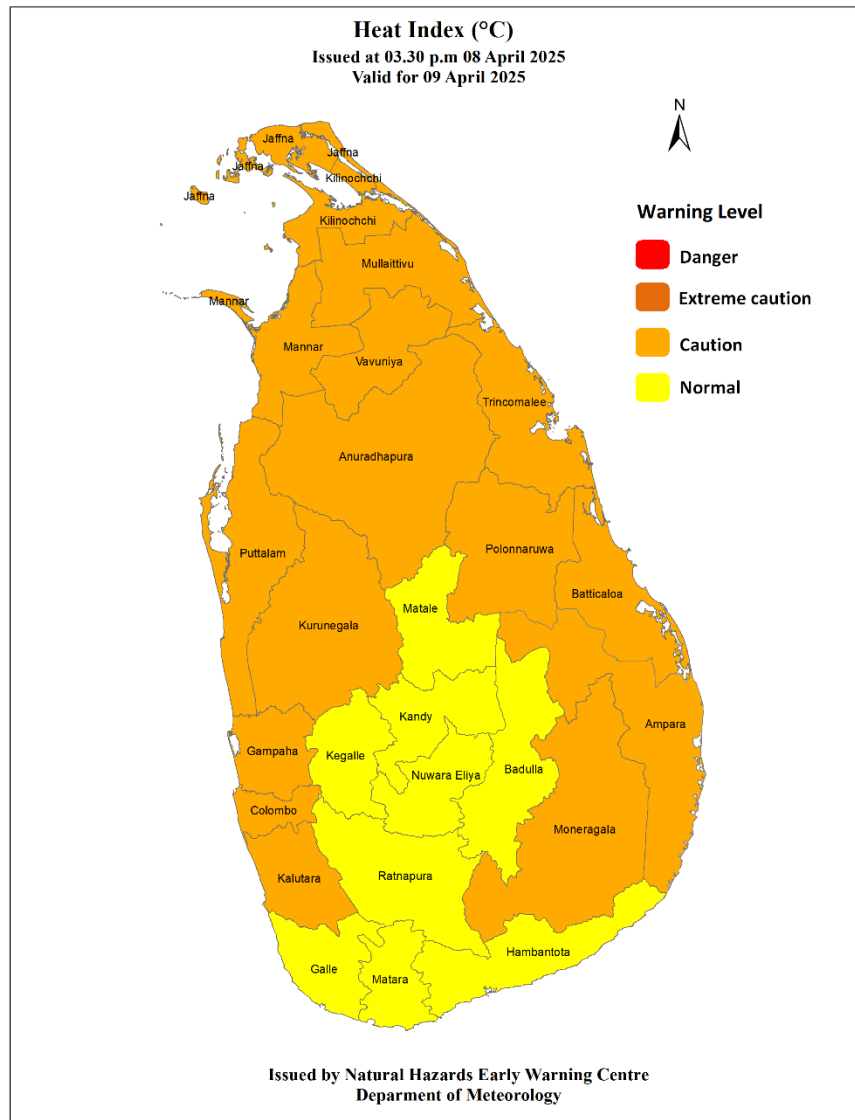 Heat Index (°C)
Issued at 03.30 p.m 08 April 2025
Valid for 09 April 2025
N
Jaffna
Jaffna
Jaffna
Kilinochchi
Jaffna
Kilinochchi
Mullaittivu
Mannar
Mannar
Vavuniya
Trincomalee
Anuradhapura
Puttalam
Polonnaruwa
Batticaloa
Matale
Kurunegala
Kandy
Ampara
Gampaha
Kegalle
Nuwara Eliya
Badulla
Colombo
Moneragala
Kalutara
Ratnapura
Hambantota
Galle
Matara
Warning Level
Danger
Extreme caution
Caution
Normal
Issued by Natural Hazards Early Warning Centre
Deparment of Meteorology